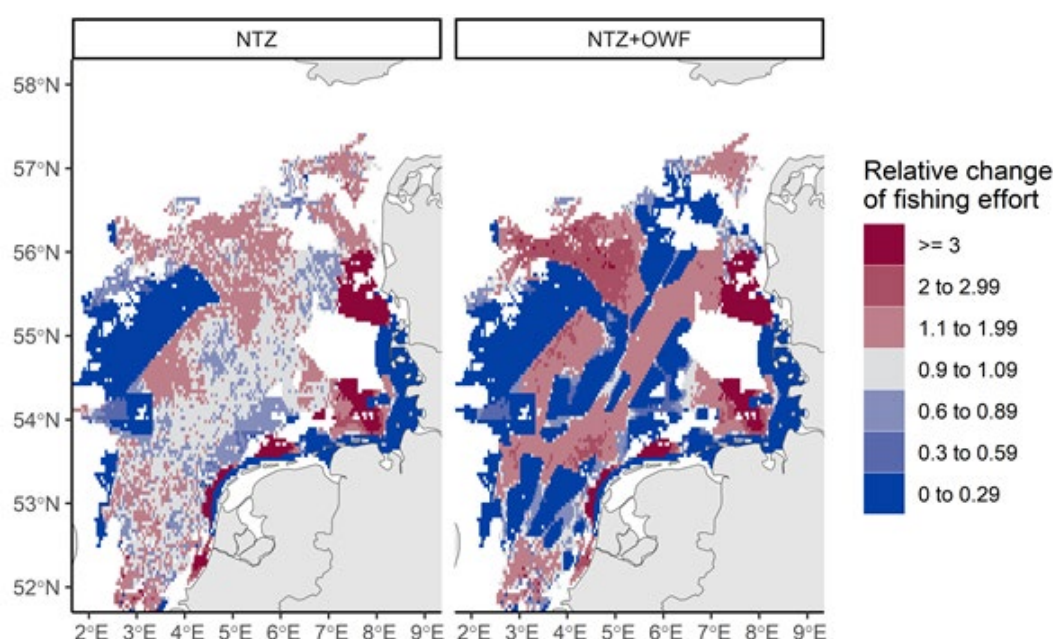 NTZ
NTZ+OWF
58°N
57°N
56°N
55°N
54°N
53°N
52°N
2°E 3°E 4°E 5°E 6°E 7°E 8°E 9°E
2°E 3°E 4°E 5°E 6°E 7°E 8°E 9°E
Relative change
of fishing effort
>= 3
2 to 2.99
1.1 to 1.99
0.9 to 1.09
0.6 to 0.89
0.3 to 0.59
0 to 0.29